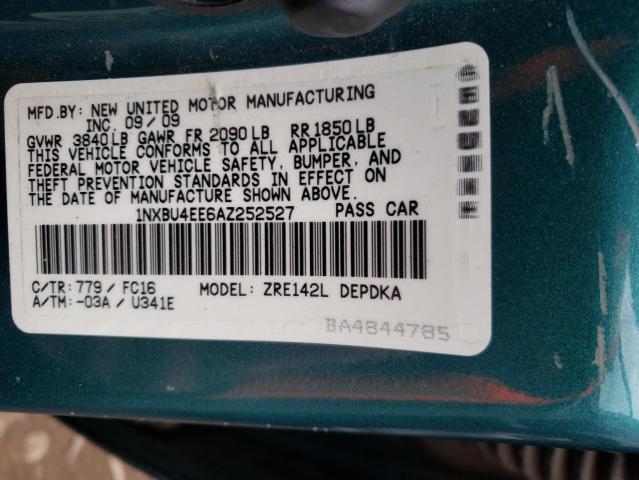 MFD.BY: NEW UNITED MOTOR MANUFACTURING
INC. 09/09
GVWR 3840LB GAWR FR 2090LB RR 1850LB
THIS VEHICLE CONFORMS TO ALL APPLICABLE
FEDERAL MOTOR VEHICLE SAFETY, BUMPER, AND
THEFT PREVENTION STANDARDS IN EFFECT ON
THE DATE OF MANUFACTURE SHOWN ABOVE.
1NXBU4EE6AZ252527 PASS CAR
C/TR: 779 / FC16 MODEL: ZRE142L DEPDKA
A/TM: -03A / U341E
BA4844785